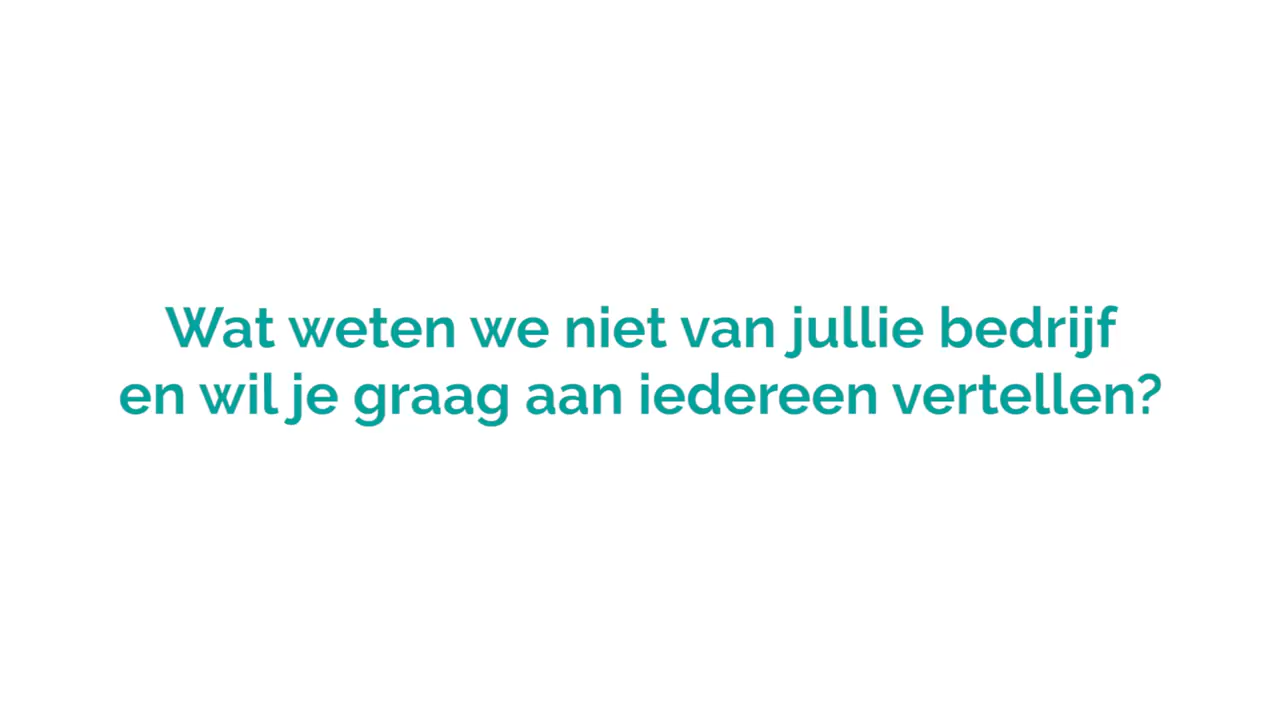 Wat weten we niet van jullie bedrijf
en wil je graag aan iedereen vertellen?